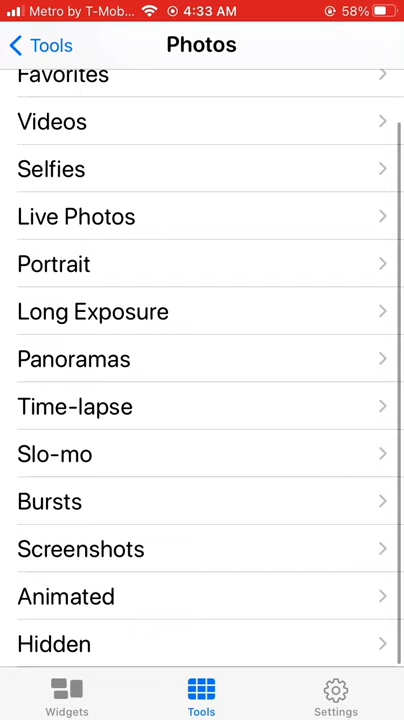 Metro by T-Mob... 4:33 AM 58%
Tools Photos
Favorites
Videos
Selfies
Live Photos
Portrait
Long Exposure
Panoramas
Time-lapse
Slo-mo
Bursts
Screenshots
Animated
Hidden
Widgets Tools Settings